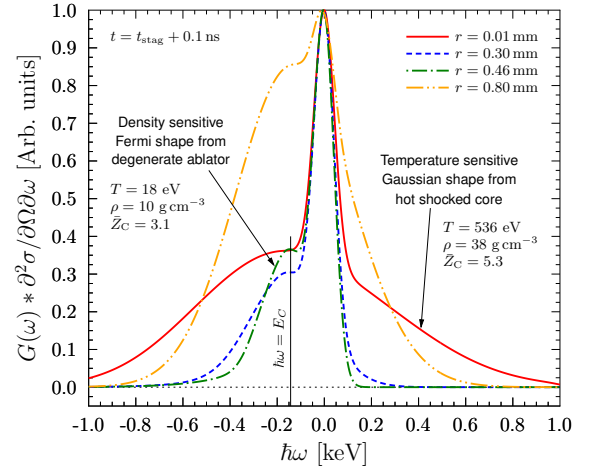 G(ω) * ∂²σ/∂Ω∂ω [Arb. units]
1.0
0.9
0.8
0.7
0.6
0.5
0.4
0.3
0.2
0.1
0.0
t = t_stag + 0.1 ns
r = 0.01 mm
r = 0.30 mm
r = 0.46 mm
r = 0.80 mm
Density sensitive
Fermi shape from
degenerate ablator
T = 18 eV
ρ = 10 g cm⁻³
Z̄_C = 3.1
Temperature sensitive
Gaussian shape from
hot shocked core
T = 536 eV
ρ = 38 g cm⁻³
Z̄_C = 5.3
ħω = E_C
-1.0 -0.8 -0.6 -0.4 -0.2 0.0 0.2 0.4 0.6 0.8 1.0
ħω [keV]